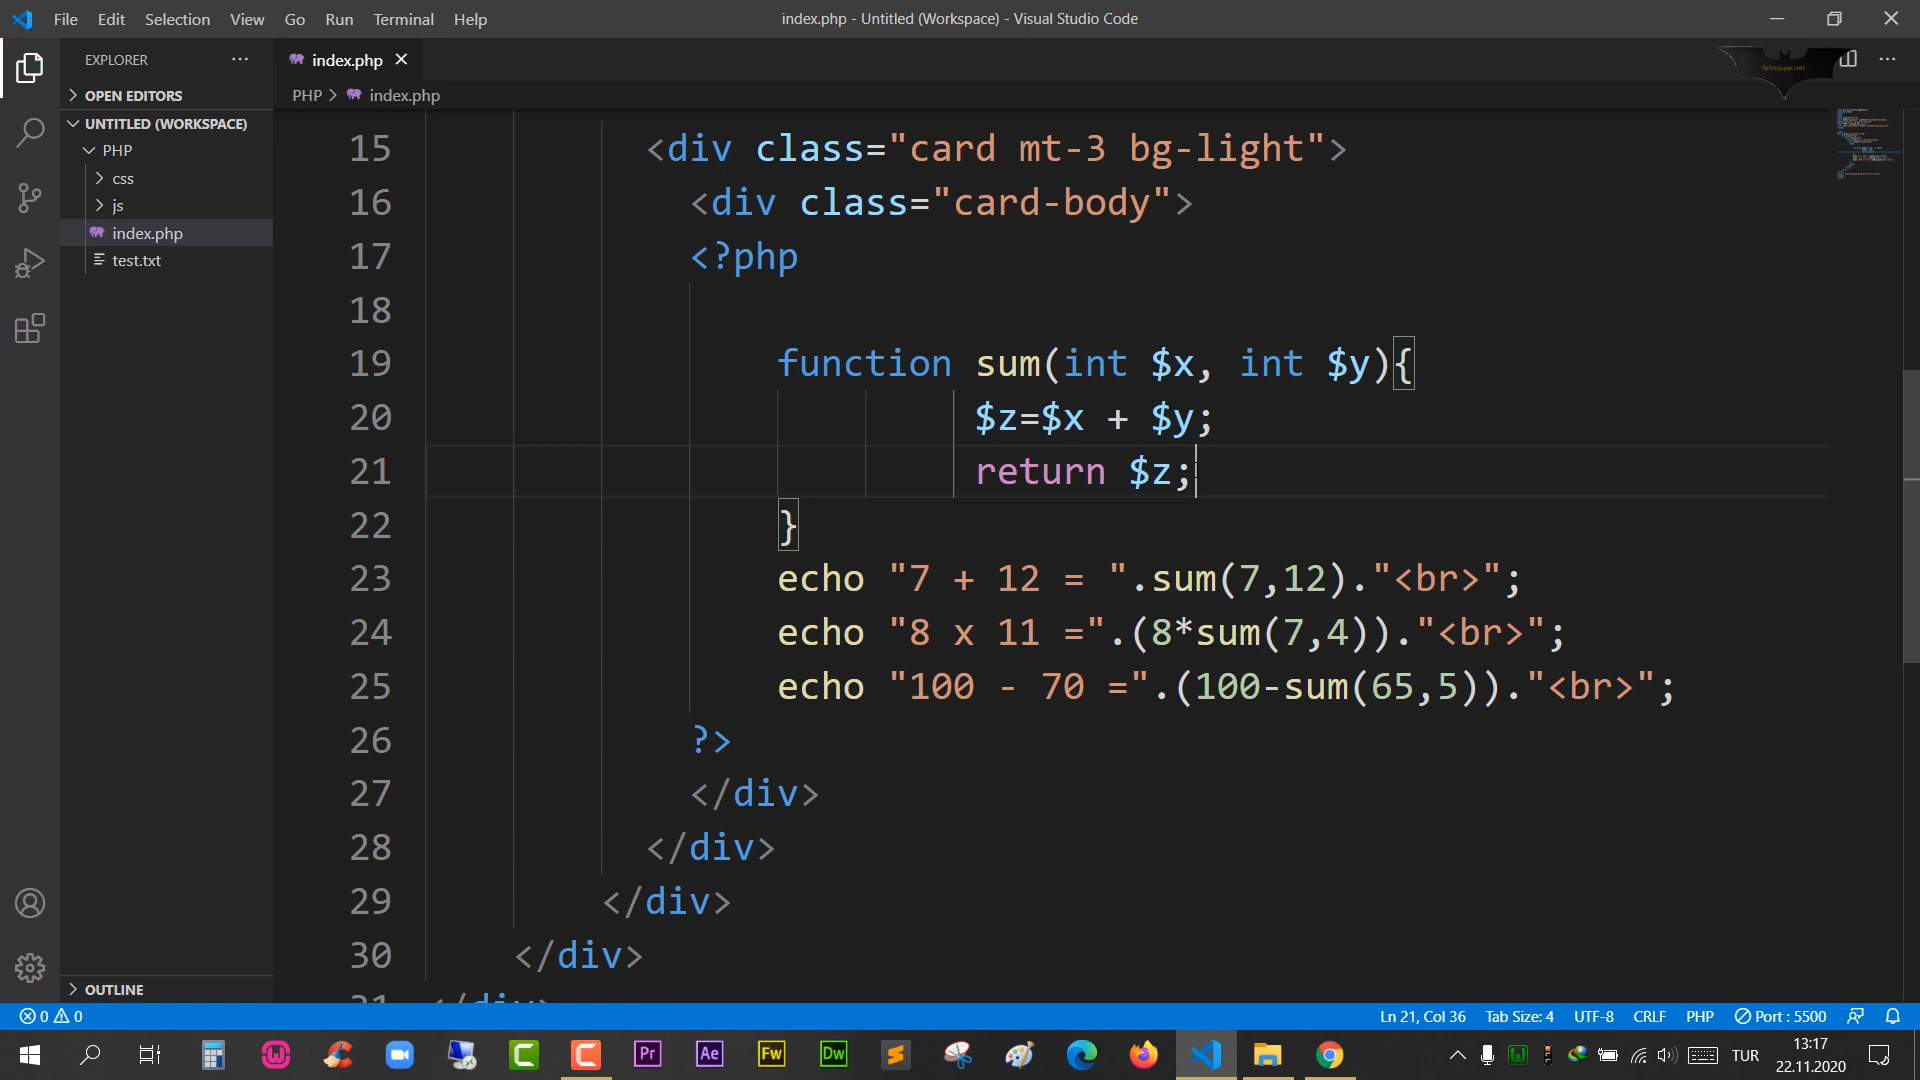 File Edit Selection View Go Run Terminal Help
index.php - Untitled (Workspace) - Visual Studio Code
EXPLORER
OPEN EDITORS
UNTITLED (WORKSPACE)
PHP
css
js
index.php
test.txt
OUTLINE
index.php
PHP > index.php
15 <div class="card mt-3 bg-light">
16 <div class="card-body">
17 <?php
18
19 function sum(int $x, int $y){
20 $z=$x + $y;
21 return $z;
22 }
23 echo "7 + 12 = ".sum(7,12)."<br>";
24 echo "8 x 11 =".(8*sum(7,4))."<br>";
25 echo "100 - 70 =".(100-sum(65,5))."<br>";
26 ?>
27 </div>
28 </div>
29 </div>
30 </div>
31 </div>
0 0
Ln 21, Col 36 Tab Size: 4 UTF-8 CRLF PHP Port : 5500
Pr Ae Fw Dw
TUR
13:17
22.11.2020